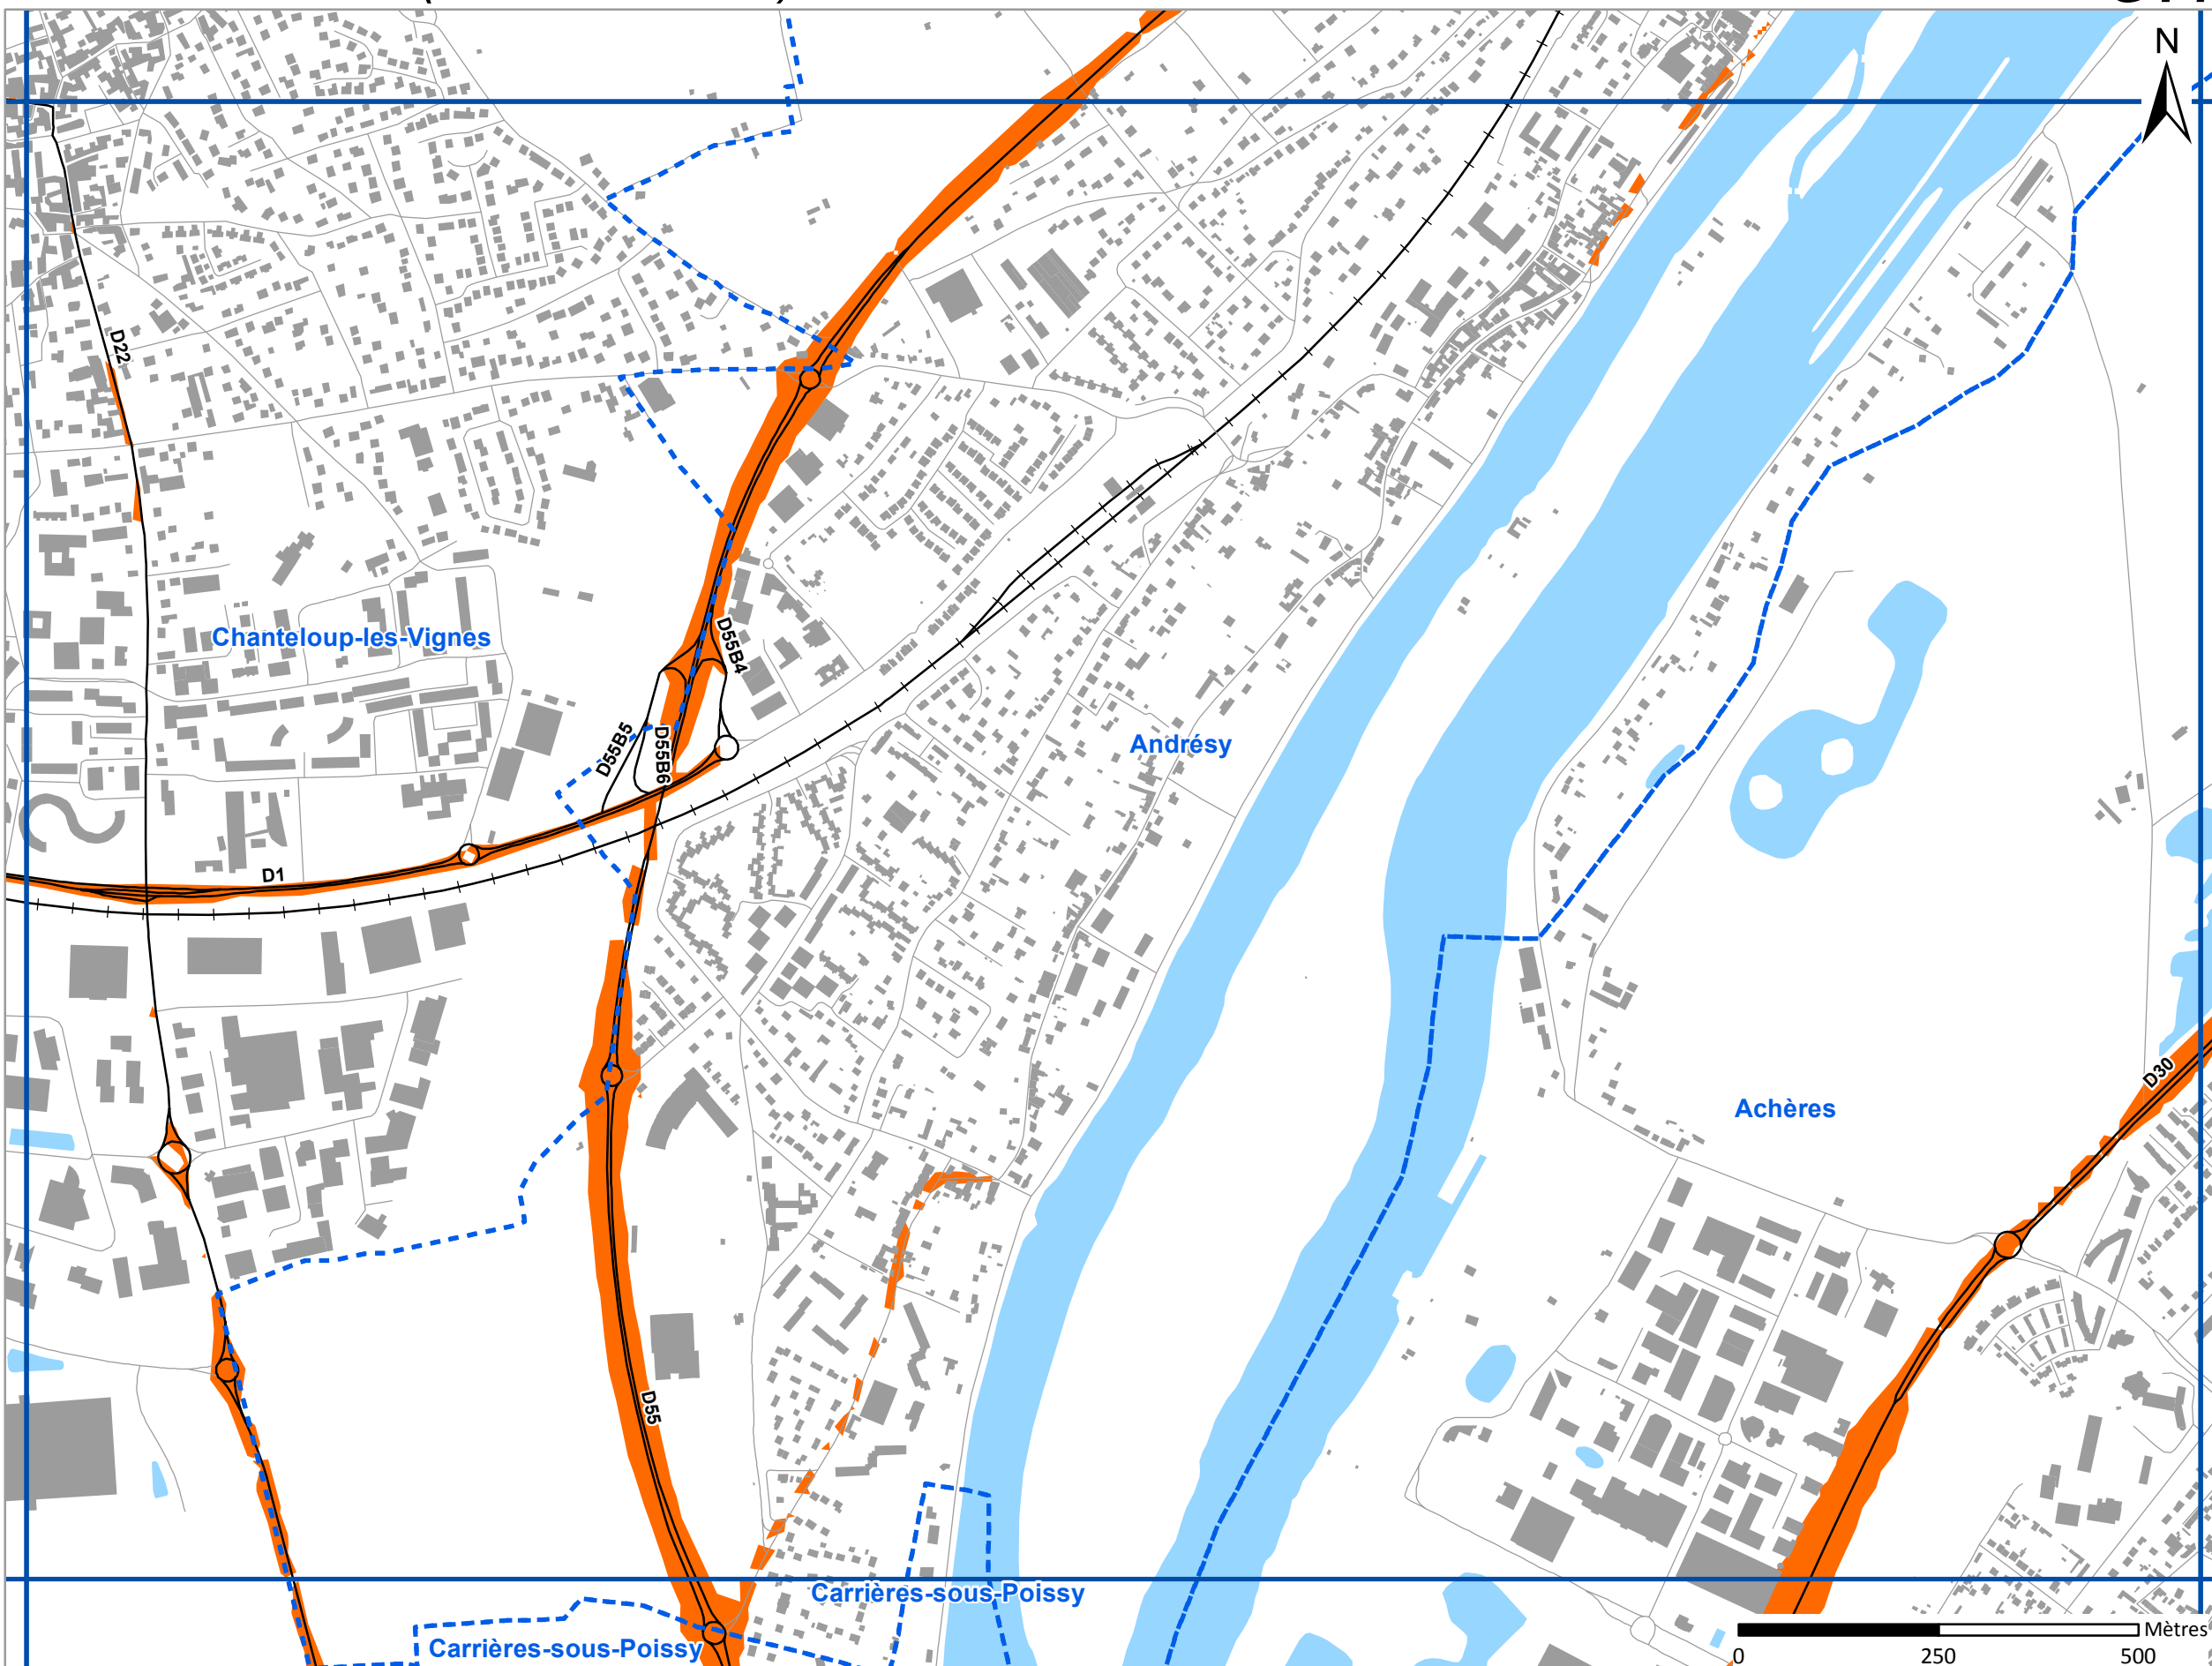 N
D22
Chanteloup-les-Vignes
D55B4
D55B5
D55B6
Andrésy
D1
D30
Achères
D55
Carrières-sous-Poissy
Carrières-sous-Poissy
Mètres
0 250 500